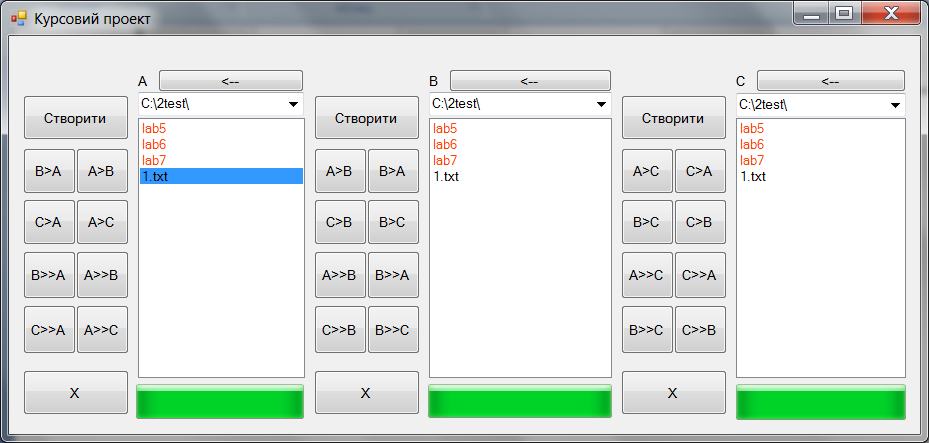 Курсовий проект
A <-- B <-- C <--
C:\2test\ C:\2test\ C:\2test\
Створити Створити Створити
lab5 lab5 lab5
lab6 lab6 lab6
lab7 lab7 lab7
B>A A>B 1.txt A>B B>A 1.txt A>C C>A 1.txt
C>A A>C C>B B>C B>C C>B
B>>A A>>B A>>B B>>A A>>C C>>A
C>>A A>>C C>>B B>>C B>>C C>>B
X X X